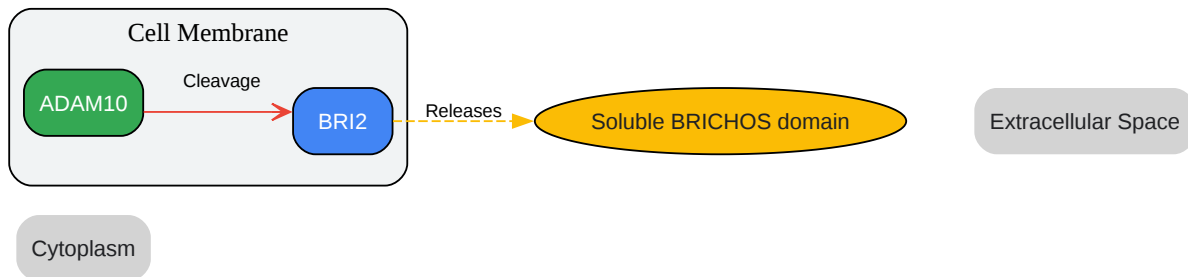 Cell Membrane
ADAM10
Cleavage
BRI2
Releases
Soluble BRICHOS domain
Extracellular Space
Cytoplasm